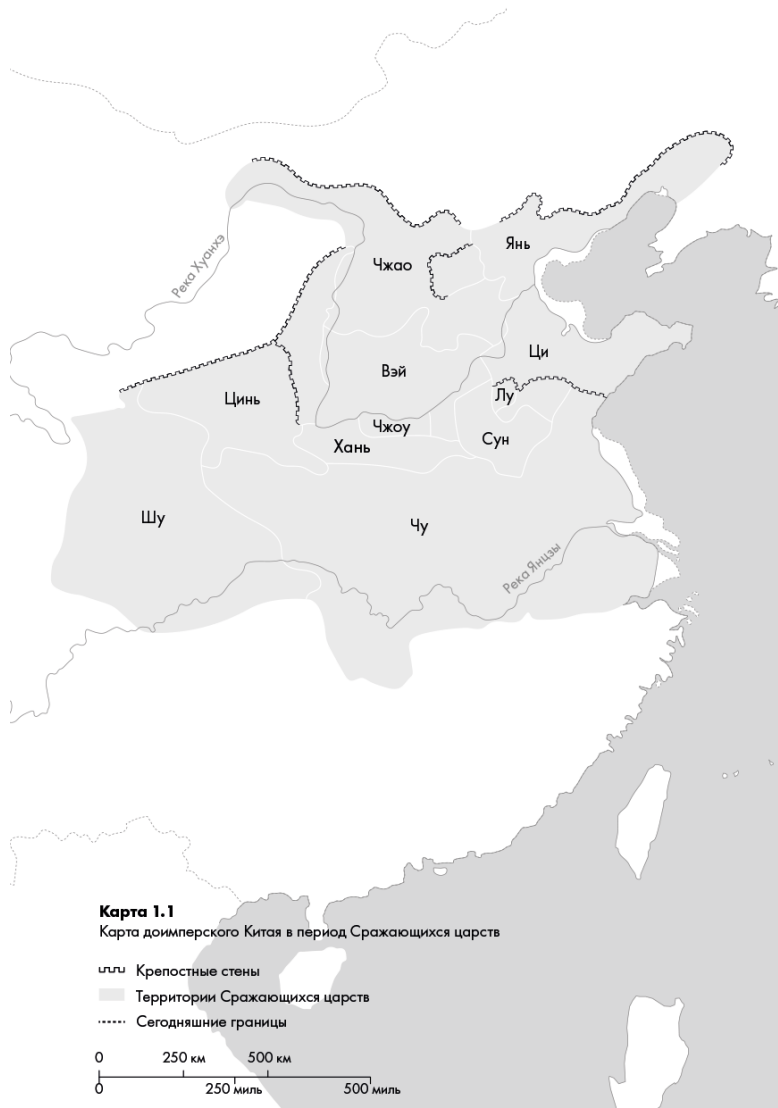 Река Хуанхэ
Янь
Чжао
Ци
Вэй
Лу
Цинь
Чжоу
Сун
Хань
Шу
Чу
Река Янцзы
Карта 1.1
Карта доимперского Китая в период Сражающихся царств
Крепостные стены
Территории Сражающихся царств
Сегодняшние границы
0 250 км 500 км
0 250 миль 500 миль